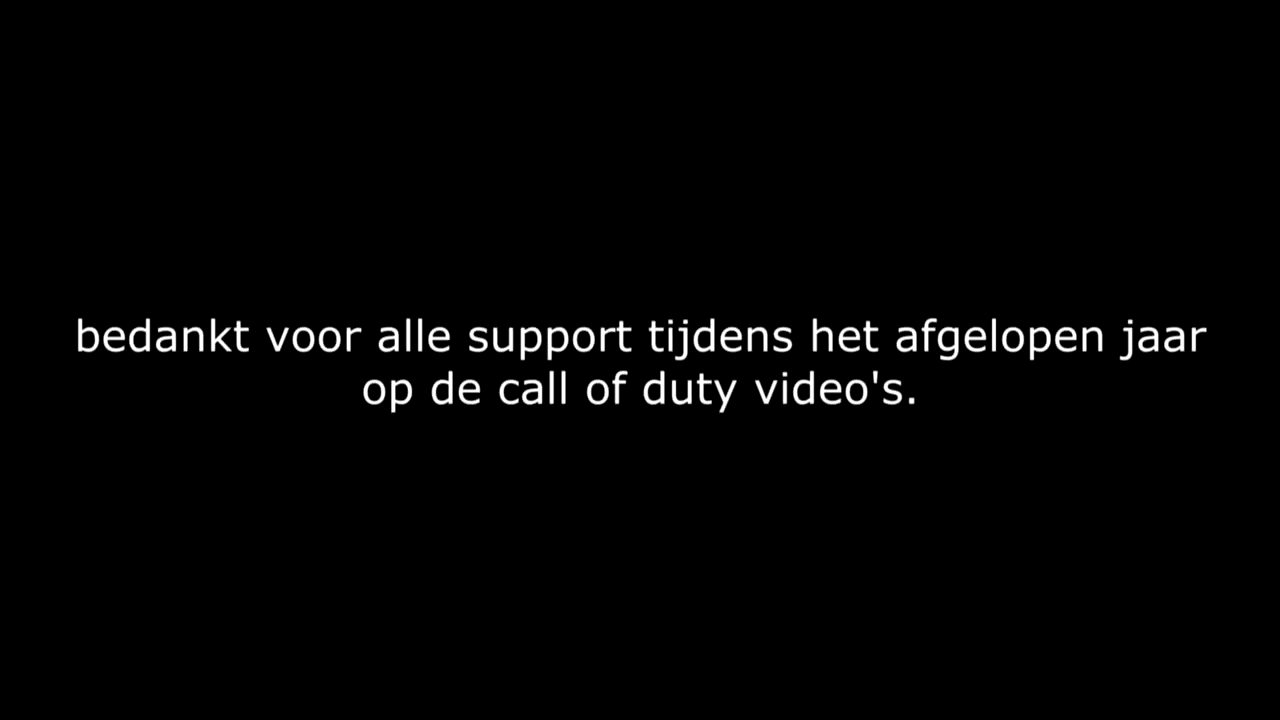 bedankt voor alle support tijdens het afgelopen jaar
op de call of duty video's.